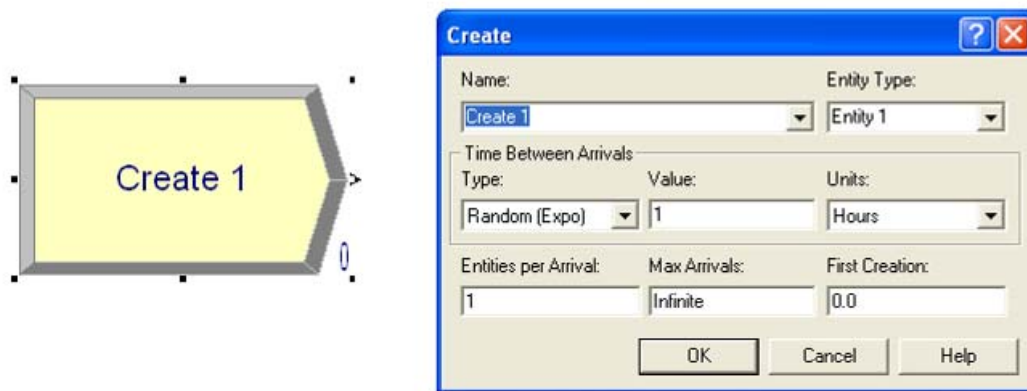 Create 1
0
Create
Name:
Entity Type:
Create 1
Entity 1
Time Between Arrivals
Type:
Value:
Units:
Random (Expo)
1
Hours
Entities per Arrival:
Max Arrivals:
First Creation:
1
Infinite
0.0
OK
Cancel
Help